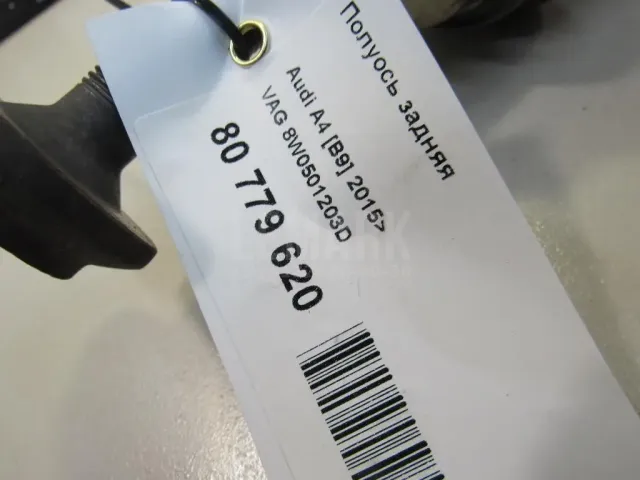 Полуось задняя
Audi A4 [B9] 2015>
VAG 8W0501203D
80 779 620